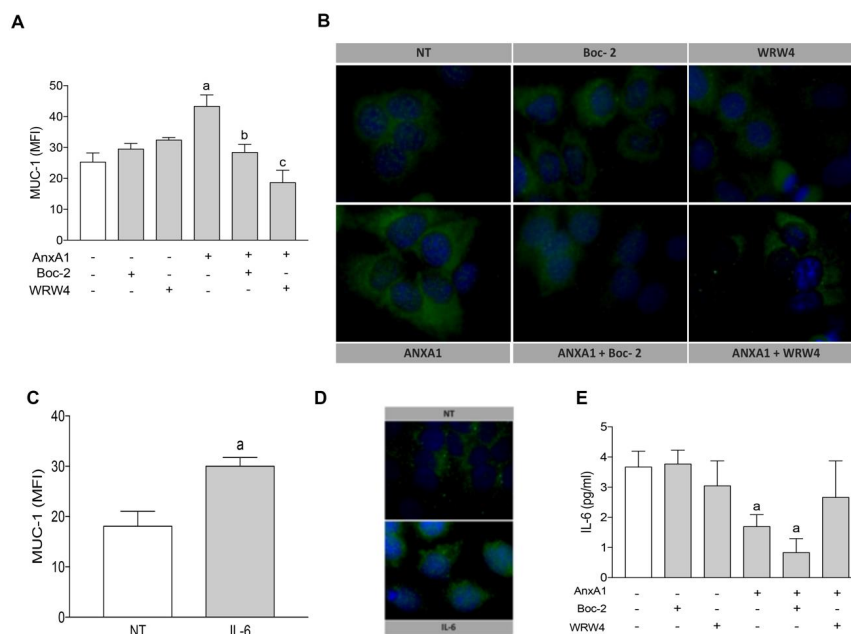 A
MUC-1 (MFI)
50
40
30
20
10
0
a
b
c
AnxA1 - - - + + +
Boc-2 - + - - + -
WRW4 - - + - - +
B
NT Boc- 2 WRW4
ANXA1 ANXA1 + Boc- 2 ANXA1 + WRW4
C
MUC-1 (MFI)
40
30
20
10
0
a
NT IL-6
D
NT
IL-6
E
IL-6 (pg/ml)
5
4
3
2
1
0
a
a
AnxA1 - - - + + +
Boc-2 - + - - + -
WRW4 - - + - - +